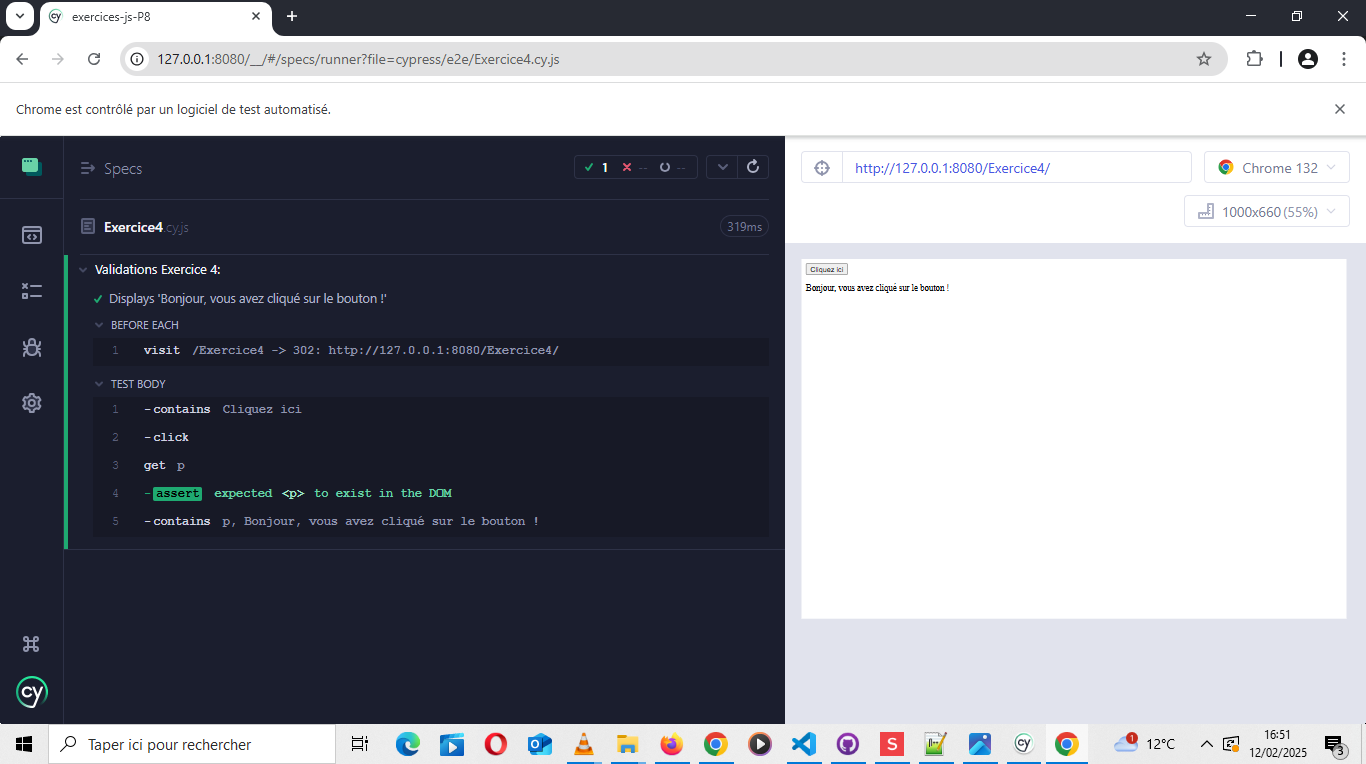 exercices-js-P8
127.0.0.1:8080/__/#/specs/runner?file=cypress/e2e/Exercice4.cy.js
Chrome est contrôlé par un logiciel de test automatisé.
Specs
1 -- --
http://127.0.0.1:8080/Exercice4/
Chrome 132
1000x660 (55%)
Exercice4.cy.js
319ms
Validations Exercice 4:
Displays 'Bonjour, vous avez cliqué sur le bouton !'
BEFORE EACH
1 visit /Exercice4 -> 302: http://127.0.0.1:8080/Exercice4/
TEST BODY
1 -contains Cliquez ici
2 -click
3 get p
4 -assert expected <p> to exist in the DOM
5 -contains p, Bonjour, vous avez cliqué sur le bouton !
cy
Cliquez ici
Bonjour, vous avez cliqué sur le bouton !
Taper ici pour rechercher
1
12°C
16:51
12/02/2025
3